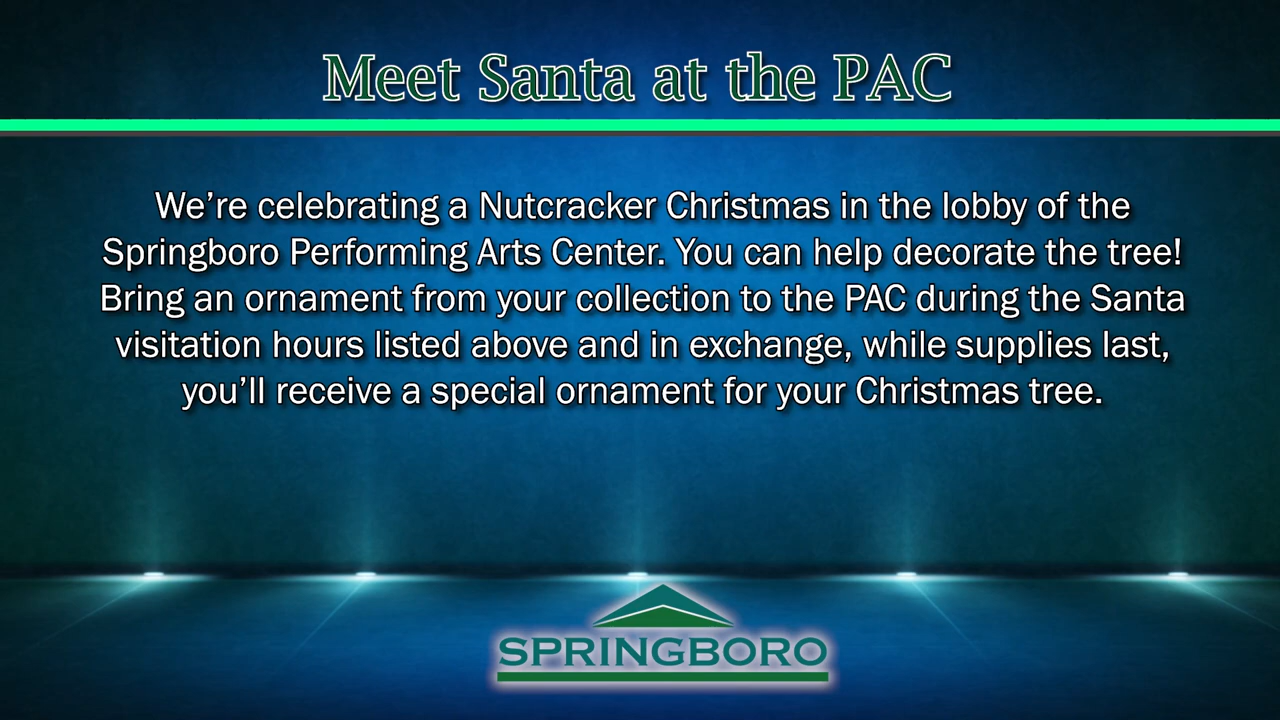 Meet Santa at the PAC
We’re celebrating a Nutcracker Christmas in the lobby of the
Springboro Performing Arts Center. You can help decorate the tree!
Bring an ornament from your collection to the PAC during the Santa
visitation hours listed above and in exchange, while supplies last,
you’ll receive a special ornament for your Christmas tree.
SPRINGBORO